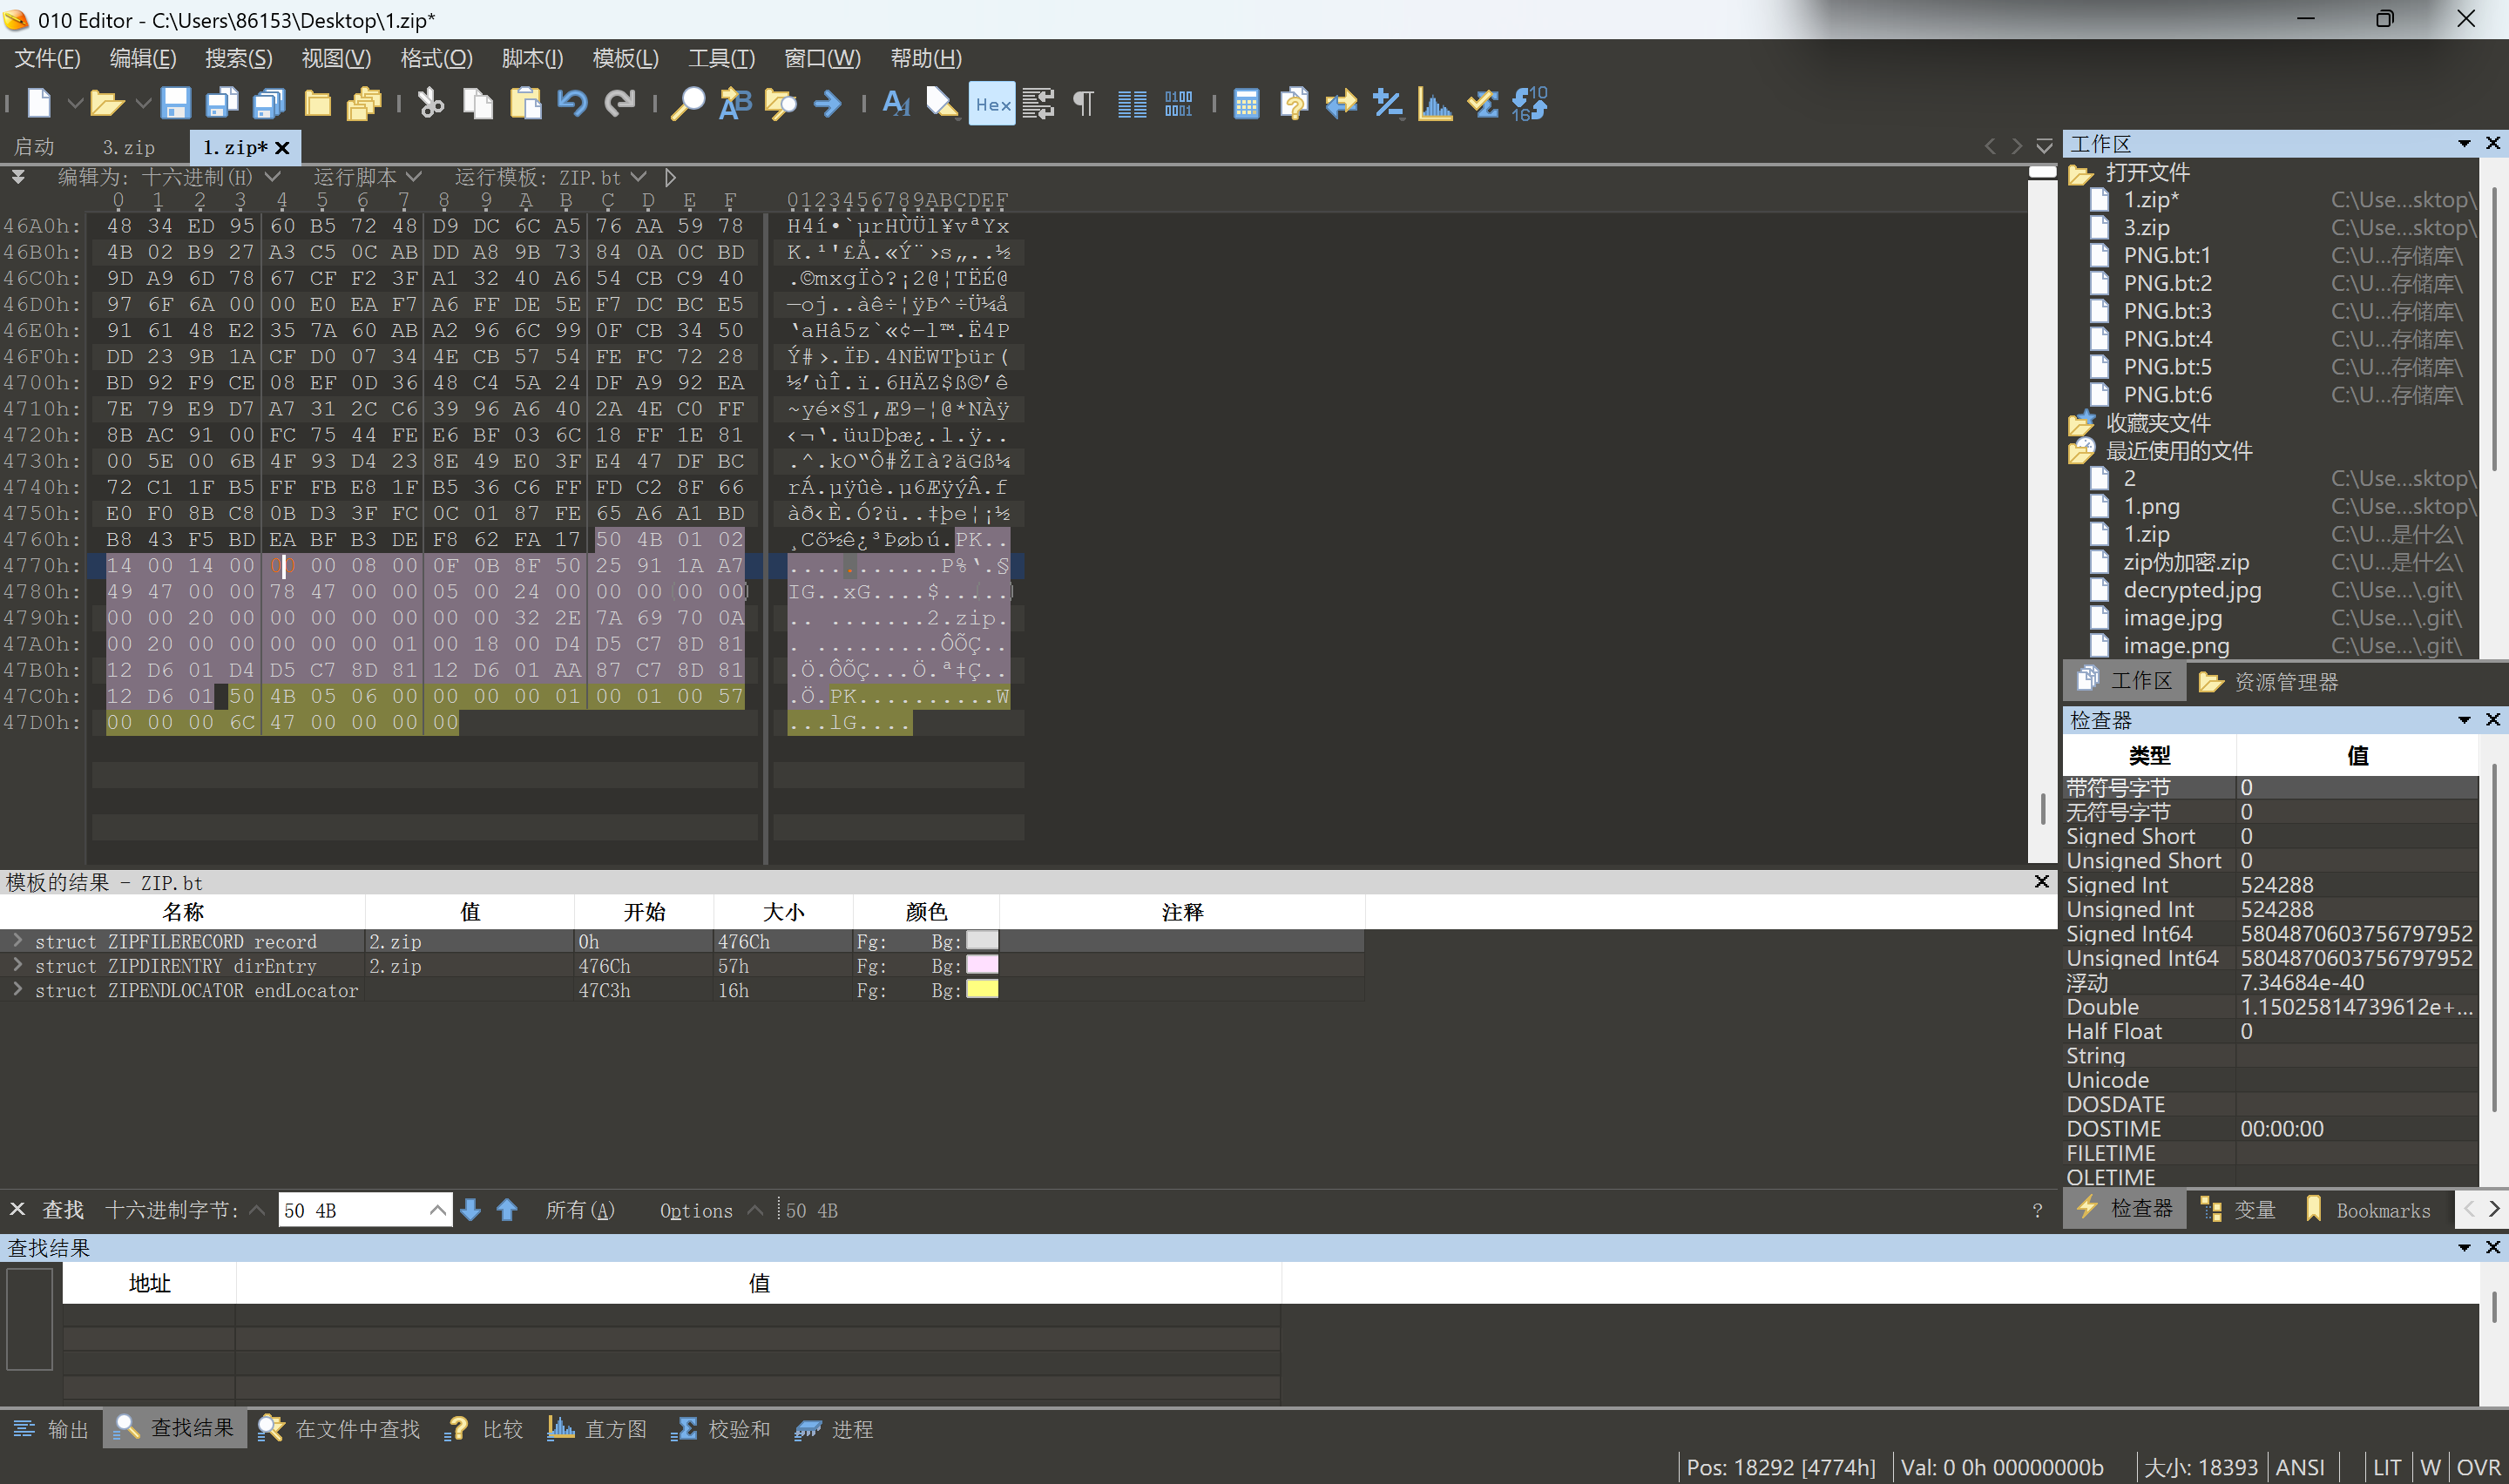 010 Editor - C:\Users\86153\Desktop\1.zip*
文件(F) 编辑(E) 搜索(S) 视图(V) 格式(O) 脚本(I) 模板(L) 工具(T) 窗口(W) 帮助(H)
启动 3.zip 1.zip*
编辑为: 十六进制(H) 运行脚本 运行模板: ZIP.bt
0 1 2 3 4 5 6 7 8 9 A B C D E F 0123456789ABCDEF
46A0h: 48 34 ED 95 60 B5 72 48 D9 DC 6C A5 76 AA 59 78 H4í•`µrHÙÜl¥vªYx
46B0h: 4B 02 B9 27 A3 C5 0C AB DD A8 9B 73 84 0A 0C BD K.¹'£Å.«Ý¨›s„..½
46C0h: 9D A9 6D 78 67 CF F2 3F A1 32 40 A6 54 CB C9 40 .©mxgÏò?¡2@¦TËÉ@
46D0h: 97 6F 6A 00 00 E0 EA F7 A6 FF DE 5E F7 DC BC E5 —oj..àê÷¦ÿÞ^÷Ü¼å
46E0h: 91 61 48 E2 35 7A 60 AB A2 96 6C 99 0F CB 34 50 ‘aHâ5z`«¢–l™.Ë4P
46F0h: DD 23 9B 1A CF D0 07 34 4E CB 57 54 FE FC 72 28 Ý#›.ÏÐ.4NËWTþür(
4700h: BD 92 F9 CE 08 EF 0D 36 48 C4 5A 24 DF A9 92 EA ½’ùÎ.ï.6HÄZ$ß©’ê
4710h: 7E 79 E9 D7 A7 31 2C C6 39 96 A6 40 2A 4E C0 FF ~yé×§1,Æ9–¦@*NÀÿ
4720h: 8B AC 91 00 FC 75 44 FE E6 BF 03 6C 18 FF 1E 81 ‹¬‘.üuDþæ¿.l.ÿ..
4730h: 00 5E 00 6B 4F 93 D4 23 8E 49 E0 3F E4 47 DF BC .^.kO“Ô#ŽIà?äGß¼
4740h: 72 C1 1F B5 FF FB E8 1F B5 36 C6 FF FD C2 8F 66 rÁ.µÿûè.µ6ÆÿýÂ.f
4750h: E0 F0 8B C8 0B D3 3F FC 0C 01 87 FE 65 A6 A1 BD àð‹È.Ó?ü..‡þe¦¡½
4760h: B8 43 F5 BD EA BF B3 DE F8 62 FA 17 50 4B 01 02 ¸Cõ½ê¿³Þøbú.PK..
4770h: 14 00 14 00 00 00 08 00 0F 0B 8F 50 25 91 1A A7 ...........P%‘.§
4780h: 49 47 00 00 78 47 00 00 05 00 24 00 00 00 00 00 IG..xG....$.....
4790h: 00 00 20 00 00 00 00 00 00 00 32 2E 7A 69 70 0A .. .......2.zip.
47A0h: 00 20 00 00 00 00 00 01 00 18 00 D4 D5 C7 8D 81 . .........ÔÕÇ..
47B0h: 12 D6 01 D4 D5 C7 8D 81 12 D6 01 AA 87 C7 8D 81 .Ö.ÔÕÇ...Ö.ª‡Ç..
47C0h: 12 D6 01 50 4B 05 06 00 00 00 00 01 00 01 00 57 .Ö.PK..........W
47D0h: 00 00 00 6C 47 00 00 00 00 00 ...lG.....
模板的结果 - ZIP.bt
名称 值 开始 大小 颜色 注释
struct ZIPFILERECORD record 2.zip 0h 476Ch Fg: Bg:
struct ZIPDIRENTRY dirEntry 2.zip 476Ch 57h Fg: Bg:
struct ZIPENDLOCATOR endLocator 47C3h 16h Fg: Bg:
查找 十六进制字节: 50 4B 所有(A) Options 50 4B ?
查找结果
地址 值
输出 查找结果 在文件中查找 比较 直方图 校验和 进程
工作区
打开文件
1.zip* C:\Use...sktop\
3.zip C:\Use...sktop\
PNG.bt:1 C:\U...存储库\
PNG.bt:2 C:\U...存储库\
PNG.bt:3 C:\U...存储库\
PNG.bt:4 C:\U...存储库\
PNG.bt:5 C:\U...存储库\
PNG.bt:6 C:\U...存储库\
收藏夹文件
最近使用的文件
2 C:\Use...sktop\
1.png C:\Use...sktop\
1.zip C:\U...是什么\
zip伪加密.zip C:\U...是什么\
decrypted.jpg C:\Use...\.git\
image.jpg C:\Use...\.git\
image.png C:\Use...\.git\
工作区 资源管理器
检查器
类型 值
带符号字节 0
无符号字节 0
Signed Short 0
Unsigned Short 0
Signed Int 524288
Unsigned Int 524288
Signed Int64 5804870603756797952
Unsigned Int64 5804870603756797952
浮动 7.34684e-40
Double 1.15025814739612e+...
Half Float 0
String
Unicode
DOSDATE
DOSTIME 00:00:00
FILETIME
OLETIME
检查器 变量 Bookmarks
Pos: 18292 [4774h] Val: 0 0h 00000000b 大小: 18393 ANSI LIT W OVR